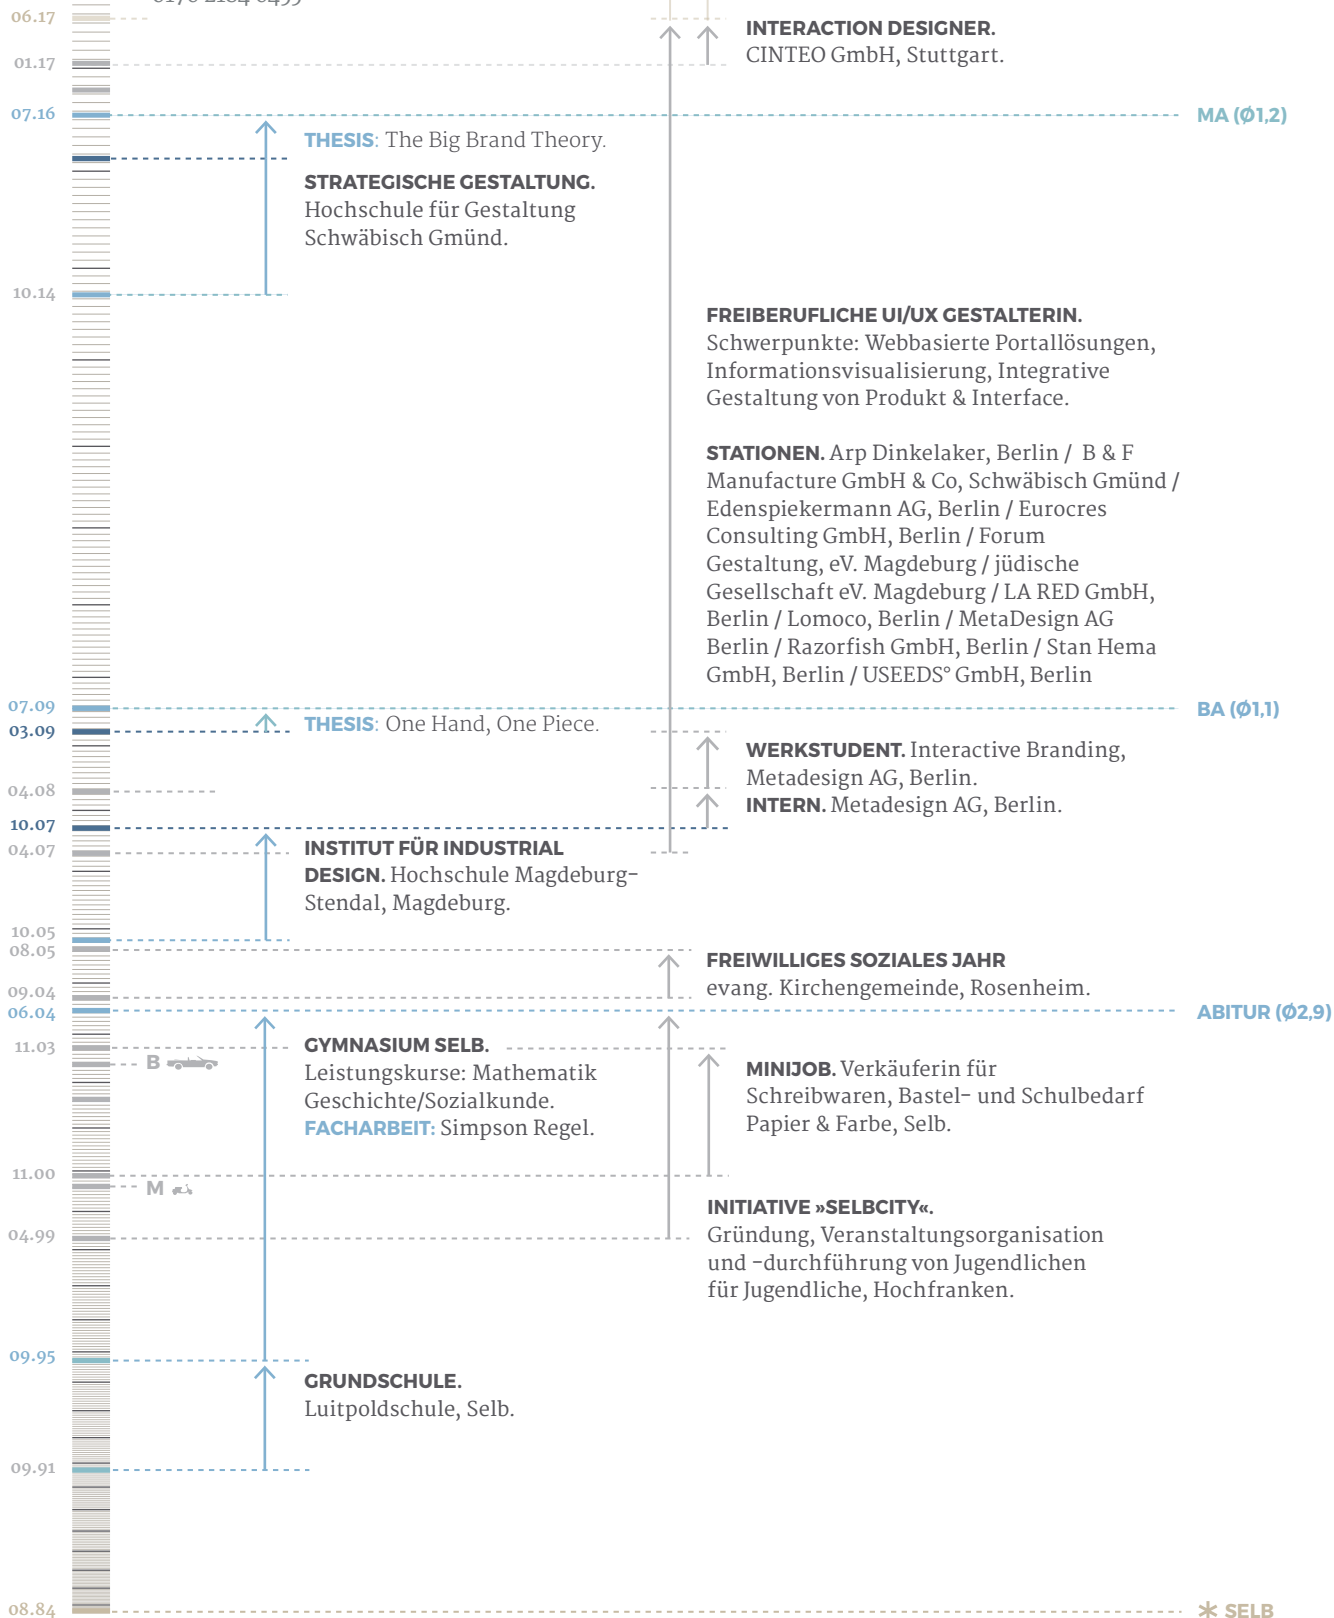 06.17
INTERACTION DESIGNER.
CINTEO GmbH, Stuttgart.
01.17
07.16
MA (Ø1,2)
THESIS: The Big Brand Theory.
STRATEGISCHE GESTALTUNG.
Hochschule für Gestaltung
Schwäbisch Gmünd.
10.14
FREIBERUFLICHE UI/UX GESTALTERIN.
Schwerpunkte: Webbasierte Portallösungen,
Informationsvisualisierung, Integrative
Gestaltung von Produkt & Interface.
STATIONEN. Arp Dinkelaker, Berlin / B & F
Manufacture GmbH & Co, Schwäbisch Gmünd /
Edenspiekermann AG, Berlin / Eurocres
Consulting GmbH, Berlin / Forum
Gestaltung, eV. Magdeburg / jüdische
Gesellschaft eV. Magdeburg / LA RED GmbH,
Berlin / Lomoco, Berlin / MetaDesign AG
Berlin / Razorfish GmbH, Berlin / Stan Hema
GmbH, Berlin / USEEDS° GmbH, Berlin
07.09
BA (Ø1,1)
03.09
THESIS: One Hand, One Piece.
WERKSTUDENT. Interactive Branding,
Metadesign AG, Berlin.
04.08
INTERN. Metadesign AG, Berlin.
10.07
04.07
INSTITUT FÜR INDUSTRIAL
DESIGN. Hochschule Magdeburg-
Stendal, Magdeburg.
10.05
08.05
FREIWILLIGES SOZIALES JAHR
evang. Kirchengemeinde, Rosenheim.
09.04
06.04
ABITUR (Ø2,9)
11.03
GYMNASIUM SELB.
Leistungskurse: Mathematik
Geschichte/Sozialkunde.
FACHARBEIT: Simpson Regel.
B
MINIJOB. Verkäuferin für
Schreibwaren, Bastel- und Schulbedarf
Papier & Farbe, Selb.
11.00
M
INITIATIVE »SELBCITY«.
Gründung, Veranstaltungsorganisation
und -durchführung von Jugendlichen
für Jugendliche, Hochfranken.
04.99
09.95
GRUNDSCHULE.
Luitpoldschule, Selb.
09.91
08.84
* SELB